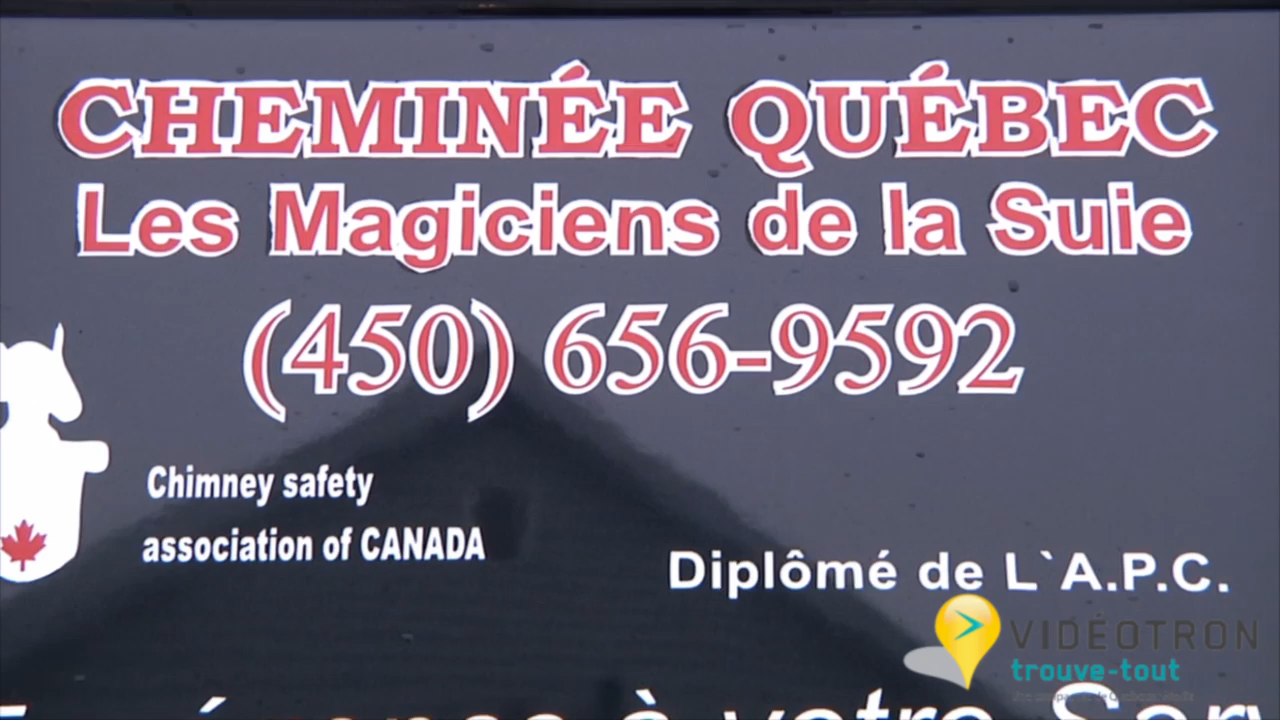 CHEMINÉE QUÉBEC
Les Magiciens de la Suie
(450) 656-9592
Chimney safety
association of CANADA
Diplômé de L`A.P.C.
VIDÉOTRON
trouve-tout
à votre